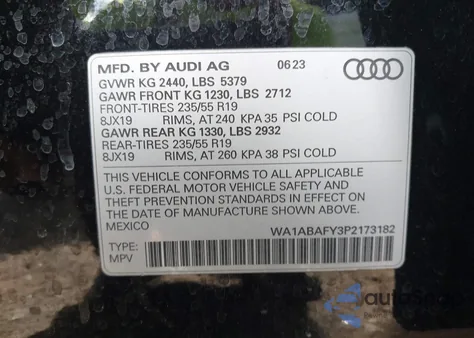 MFD. BY AUDI AG 06 23
GVWR KG 2440, LBS 5379
GAWR FRONT KG 1230, LBS 2712
FRONT-TIRES 235/55 R19
8JX19 RIMS, AT 240 KPA 35 PSI COLD
GAWR REAR KG 1330, LBS 2932
REAR-TIRES 235/55 R19
8JX19 RIMS, AT 260 KPA 38 PSI COLD
THIS VEHICLE CONFORMS TO ALL APPLICABLE
U.S. FEDERAL MOTOR VEHICLE SAFETY AND
THEFT PREVENTION STANDARDS IN EFFECT ON
THE DATE OF MANUFACTURE SHOWN ABOVE.
MEXICO
WA1ABAFY3P2173182
TYPE:
MPV